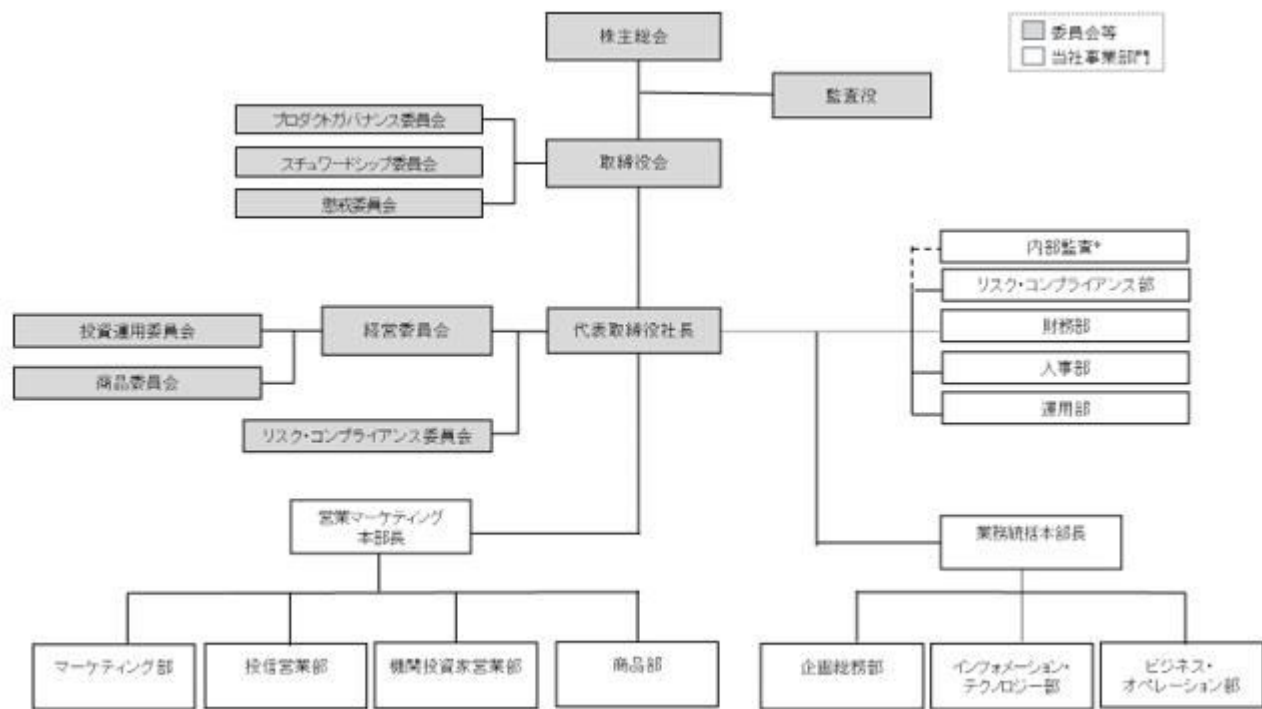 株主総会
委員会等
当社事業部門
監査役
プロダクトガバナンス委員会
スチュワードシップ委員会
懲戒委員会
取締役会
内部監査*
リスク・コンプライアンス部
財務部
人事部
運用部
投資運用委員会
商品委員会
経営委員会
代表取締役社長
リスク・コンプライアンス委員会
営業マーケティング
本部長
業務統括本部長
マーケティング部
投信営業部
機関投資家営業部
商品部
企画総務部
インフォメーション・
テクノロジー部
ビジネス・
オペレーション部